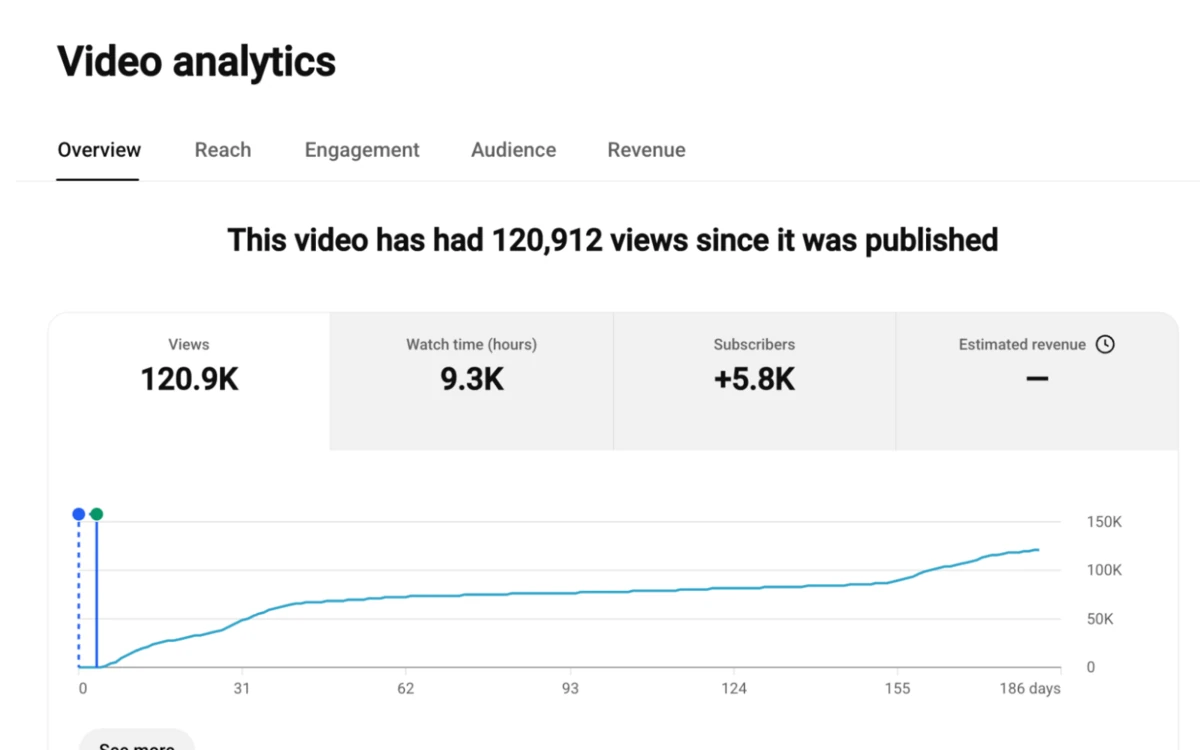 Video analytics
Overview Reach Engagement Audience Revenue
This video has had 120,912 views since it was published
Views Watch time (hours) Subscribers Estimated revenue
120.9K 9.3K +5.8K —
150K
100K
50K
0
0 31 62 93 124 155 186 days
See more